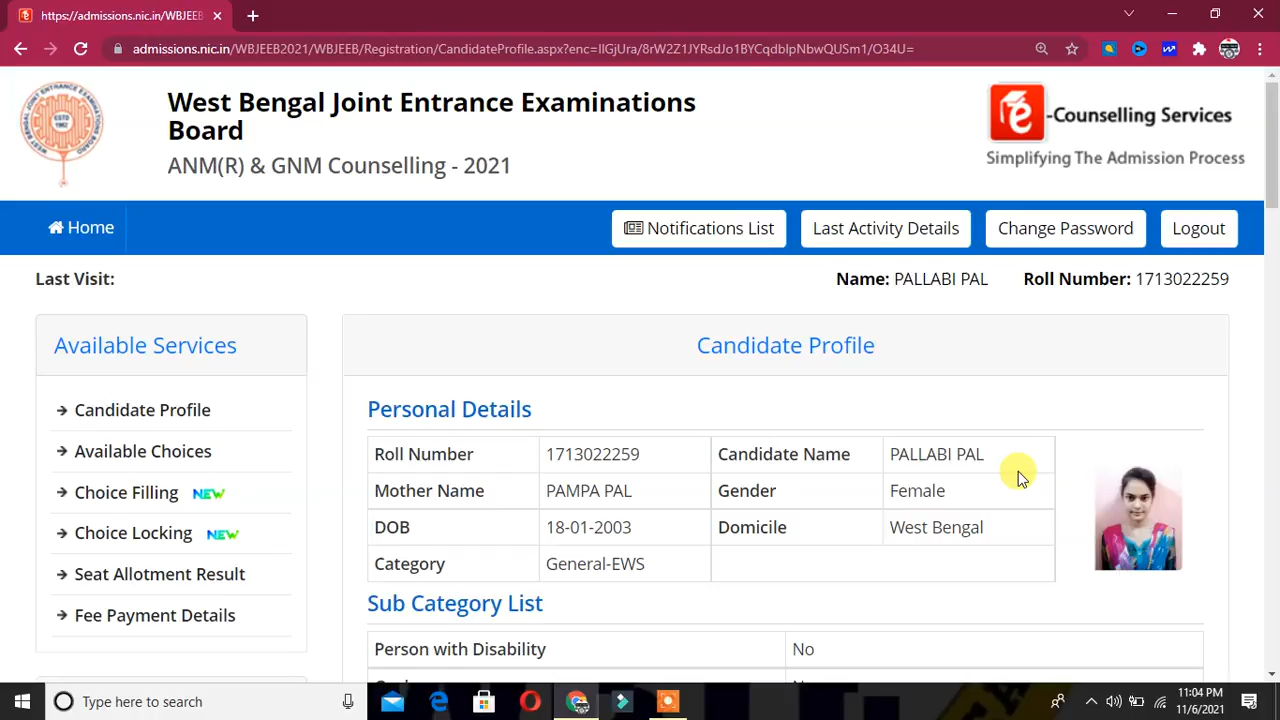 https://admissions.nic.in/WBJEEB
admissions.nic.in/WBJEEB2021/WBJEEB/Registration/CandidateProfile.aspx?enc=IlGjUra/8rW2Z1JYRsdJo1BYCqdbIpNbwQUSm1/O34U=
West Bengal Joint Entrance Examinations
Board
ANM(R) & GNM Counselling - 2021
e-Counselling Services
Simplifying The Admission Process
Home
Notifications List
Last Activity Details
Change Password
Logout
Last Visit:
Name: PALLABI PAL
Roll Number: 1713022259
Available Services
Candidate Profile
Available Choices
Choice Filling NEW
Choice Locking NEW
Seat Allotment Result
Fee Payment Details
Candidate Profile
Personal Details
Roll Number 1713022259 Candidate Name PALLABI PAL
Mother Name PAMPA PAL Gender Female
DOB 18-01-2003 Domicile West Bengal
Category General-EWS
Sub Category List
Person with Disability No
Type here to search
11:04 PM
11/6/2021